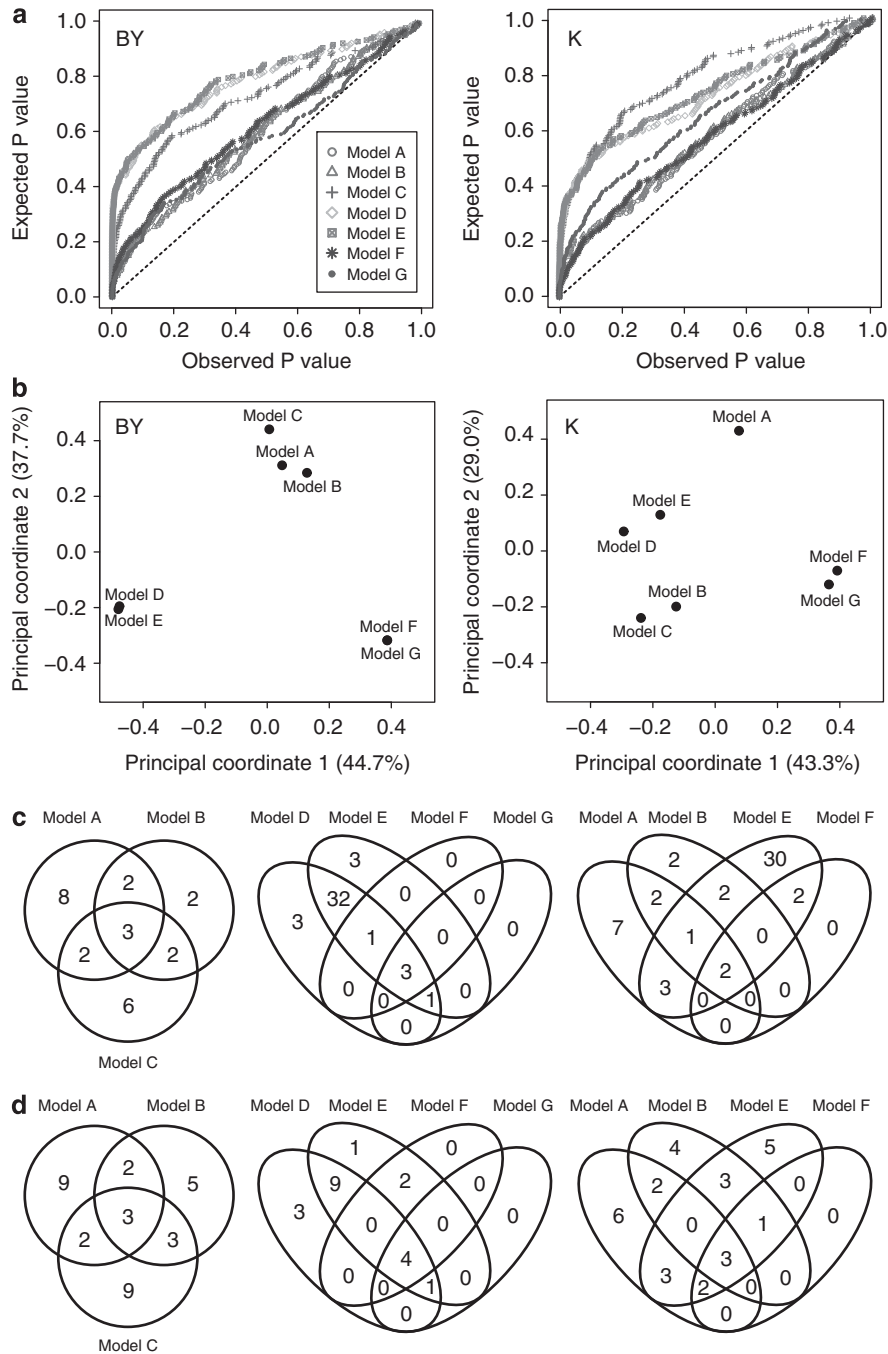 a
BY
K
Expected P value
1.0
0.8
0.6
0.4
0.2
0.0
Model A
Model B
Model C
Model D
Model E
Model F
Model G
0.0 0.2 0.4 0.6 0.8 1.0
Observed P value
Expected P value
1.0
0.8
0.6
0.4
0.2
0.0
0.0 0.2 0.4 0.6 0.8 1.0
Observed P value
b
BY
Principal coordinate 2 (37.7%)
0.4
0.2
0.0
−0.2
−0.4
Model C
Model A
Model B
Model D
Model E
Model F
Model G
−0.4 −0.2 0.0 0.2 0.4
Principal coordinate 1 (44.7%)
K
Principal coordinate 2 (29.0%)
0.4
0.2
0.0
−0.2
−0.4
Model A
Model E
Model D
Model B
Model C
Model F
Model G
−0.4 −0.2 0.0 0.2 0.4
Principal coordinate 1 (43.3%)
c
Model A Model B
8 2 2
3
2 2
6
Model C
Model D Model E Model F Model G
3 0
32 0 0
3 1 0 0
3
0 0 1 0
0
Model A Model B Model E Model F
2 30
2 2 2
7 1 0 0
2
3 0 0 0
0
d
Model A Model B
9 2 5
3
2 3
9
Model C
Model D Model E Model F Model G
1 0
9 2 0
3 0 0 0
4
0 0 1 0
0
Model A Model B Model E Model F
4 5
2 3 0
6 0 1 0
3
3 2 0 0
0